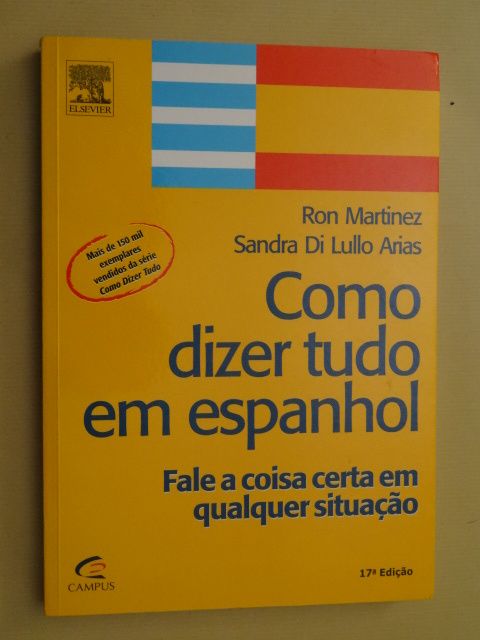 ELSEVIER
Ron Martinez
Sandra Di Lullo Arias
Mais de 150 mil
exemplares
vendidos da série
Como Dizer Tudo
Como
dizer tudo
em espanhol
Fale a coisa certa em
qualquer situação
CAMPUS
17ª Edição